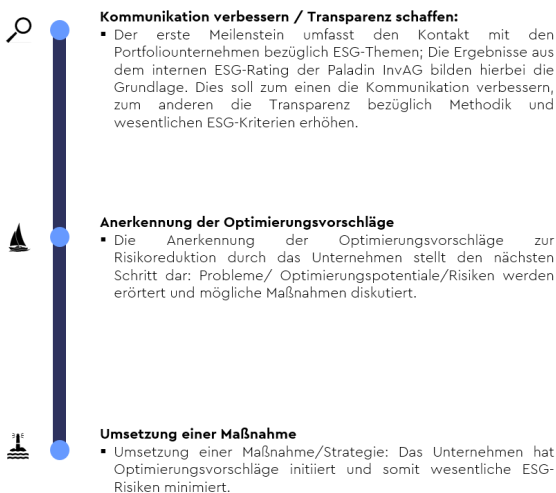 Kommunikation verbessern / Transparenz schaffen:
▪ Der erste Meilenstein umfasst den Kontakt mit den
Portfoliounternehmen bezüglich ESG-Themen; Die Ergebnisse aus
dem internen ESG-Rating der Paladin InvAG bilden hierbei die
Grundlage. Dies soll zum einen die Kommunikation verbessern,
zum anderen die Transparenz bezüglich Methodik und
wesentlichen ESG-Kriterien erhöhen.
Anerkennung der Optimierungsvorschläge
▪ Die Anerkennung der Optimierungsvorschläge zur
Risikoreduktion durch das Unternehmen stellt den nächsten
Schritt dar: Probleme/ Optimierungspotentiale/Risiken werden
erörtert und mögliche Maßnahmen diskutiert.
Umsetzung einer Maßnahme
▪ Umsetzung einer Maßnahme/Strategie: Das Unternehmen hat
Optimierungsvorschläge initiiert und somit wesentliche ESG-
Risiken minimiert.